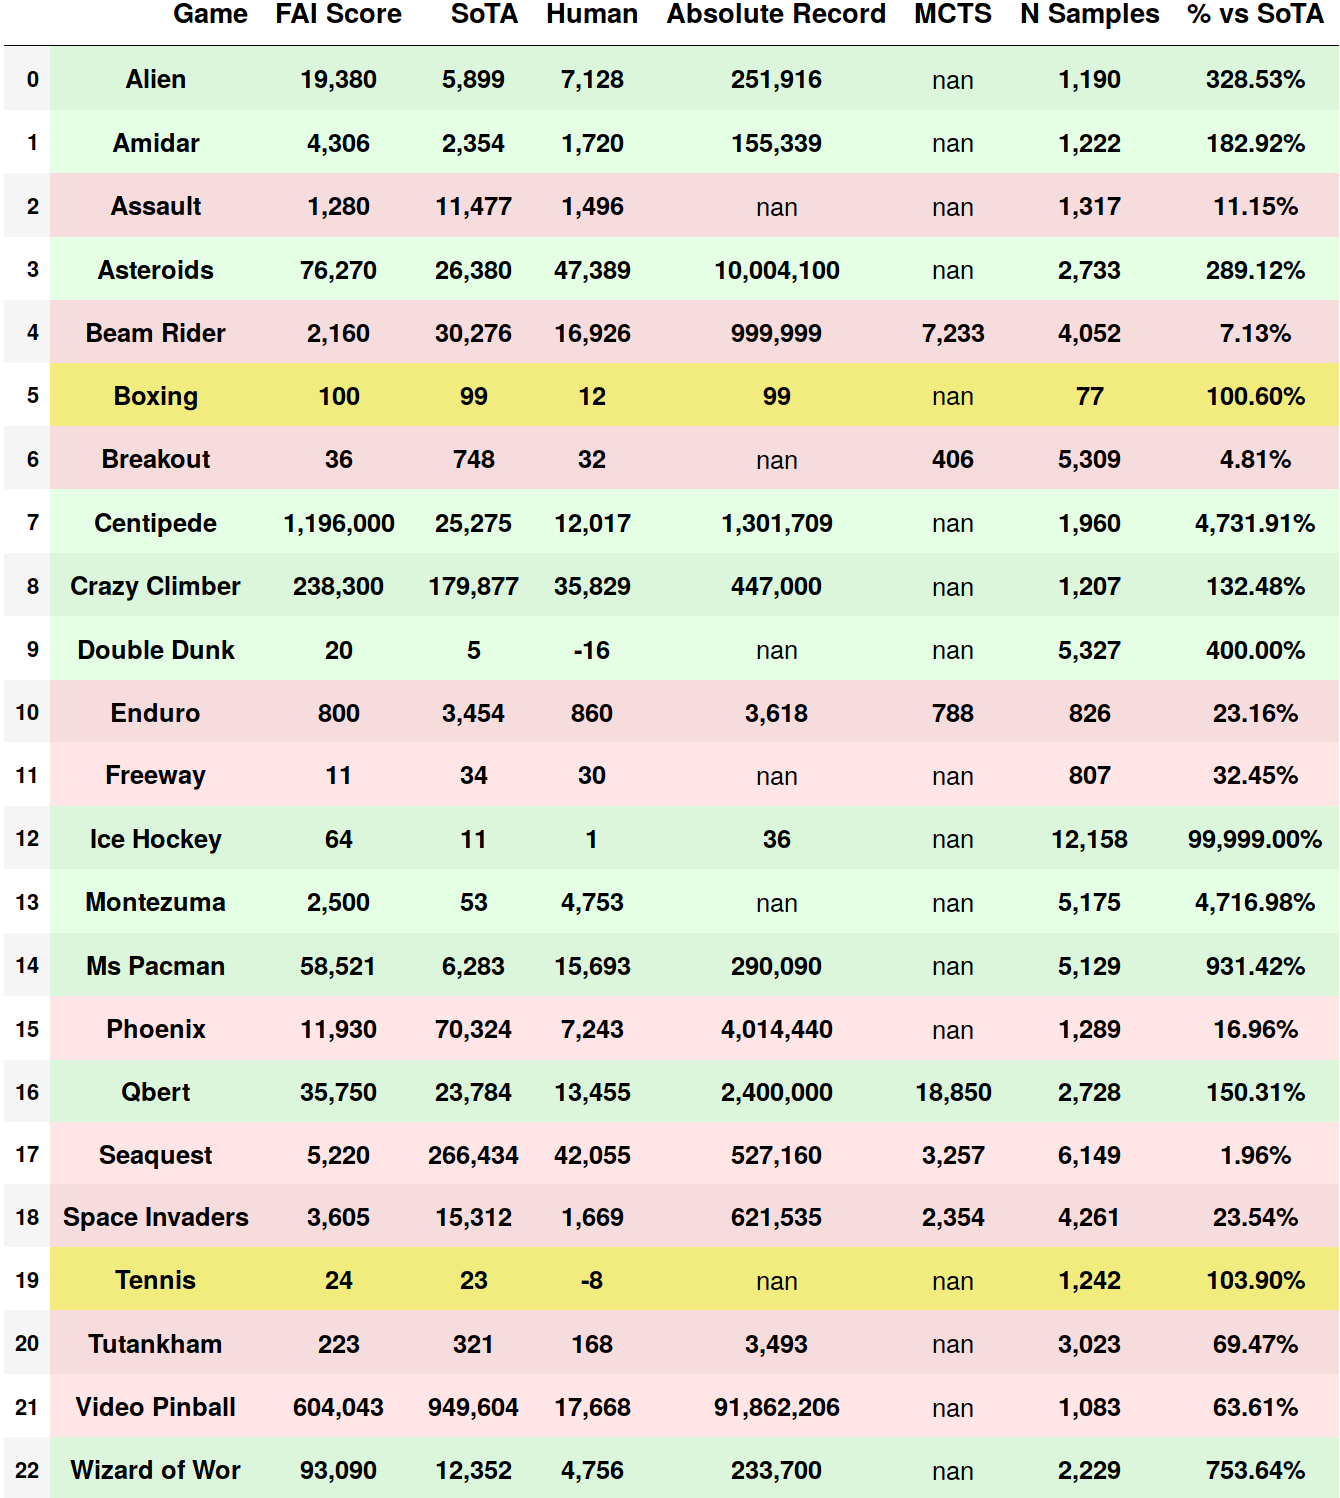 Game FAI Score SoTA Human Absolute Record MCTS N Samples % vs SoTA
0 Alien 19,380 5,899 7,128 251,916 nan 1,190 328.53%
1 Amidar 4,306 2,354 1,720 155,339 nan 1,222 182.92%
2 Assault 1,280 11,477 1,496 nan nan 1,317 11.15%
3 Asteroids 76,270 26,380 47,389 10,004,100 nan 2,733 289.12%
4 Beam Rider 2,160 30,276 16,926 999,999 7,233 4,052 7.13%
5 Boxing 100 99 12 99 nan 77 100.60%
6 Breakout 36 748 32 nan 406 5,309 4.81%
7 Centipede 1,196,000 25,275 12,017 1,301,709 nan 1,960 4,731.91%
8 Crazy Climber 238,300 179,877 35,829 447,000 nan 1,207 132.48%
9 Double Dunk 20 5 -16 nan nan 5,327 400.00%
10 Enduro 800 3,454 860 3,618 788 826 23.16%
11 Freeway 11 34 30 nan nan 807 32.45%
12 Ice Hockey 64 11 1 36 nan 12,158 99,999.00%
13 Montezuma 2,500 53 4,753 nan nan 5,175 4,716.98%
14 Ms Pacman 58,521 6,283 15,693 290,090 nan 5,129 931.42%
15 Phoenix 11,930 70,324 7,243 4,014,440 nan 1,289 16.96%
16 Qbert 35,750 23,784 13,455 2,400,000 18,850 2,728 150.31%
17 Seaquest 5,220 266,434 42,055 527,160 3,257 6,149 1.96%
18 Space Invaders 3,605 15,312 1,669 621,535 2,354 4,261 23.54%
19 Tennis 24 23 -8 nan nan 1,242 103.90%
20 Tutankham 223 321 168 3,493 nan 3,023 69.47%
21 Video Pinball 604,043 949,604 17,668 91,862,206 nan 1,083 63.61%
22 Wizard of Wor 93,090 12,352 4,756 233,700 nan 2,229 753.64%